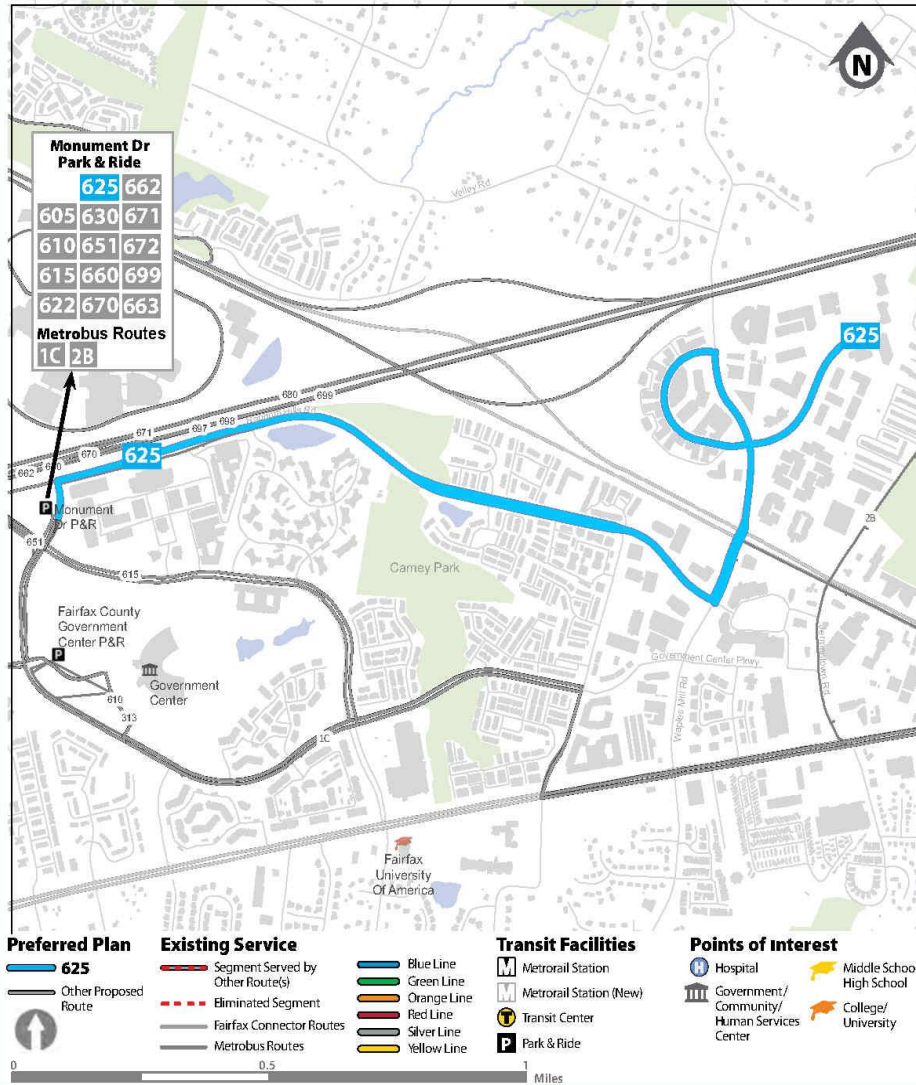 N
Monument Dr
Park & Ride
625 662
605 630 671
610 651 672
615 660 699
622 670 663
Metrobus Routes
1C 2B
Valley Rd
625
680
699
671
698
697
670
662
625
P Monument
Dr P&R
651
2B
615
Carney Park
Fairfax County
Government
Center P&R
P
Government
Center
Government Center Pkwy
Waples Mill Rd
610
313
1C
Fairfax
University
Of America
Preferred Plan
625
Other Proposed
Route
Existing Service
Segment Served by
Other Route(s)
Eliminated Segment
Fairfax Connector Routes
Metrobus Routes
Blue Line
Green Line
Orange Line
Red Line
Silver Line
Yellow Line
Transit Facilities
M Metrorail Station
M Metrorail Station (New)
T Transit Center
P Park & Ride
Points of Interest
H Hospital
Government/
Community/
Human Services
Center
Middle Schoo
High School
College/
University
0 0.5 1
Miles